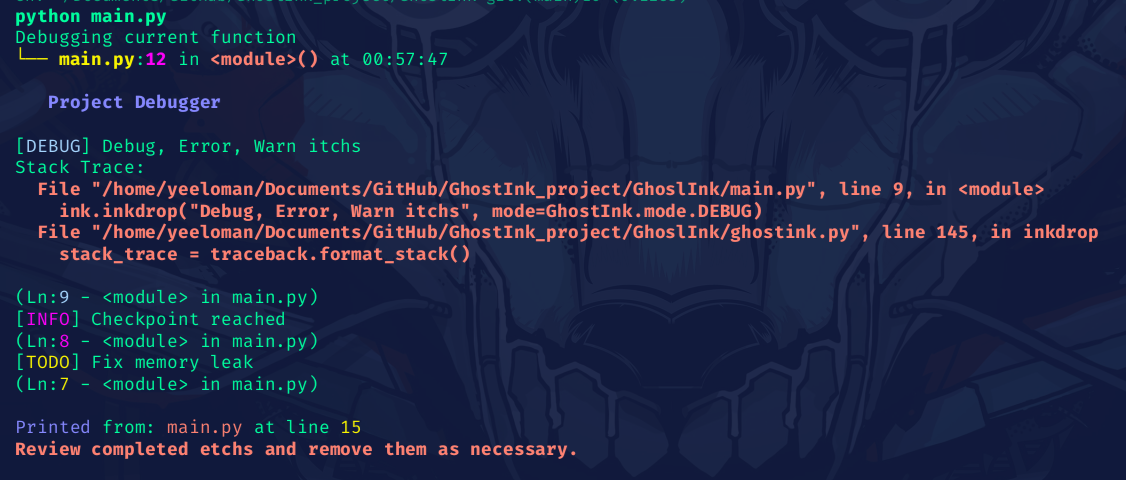 python main.py
Debugging current function
└── main.py:12 in <module>() at 00:57:47
Project Debugger
[DEBUG] Debug, Error, Warn itchs
Stack Trace:
File "/home/yeeloman/Documents/GitHub/GhostInk_project/GhoslInk/main.py", line 9, in <module>
ink.inkdrop("Debug, Error, Warn itchs", mode=GhostInk.mode.DEBUG)
File "/home/yeeloman/Documents/GitHub/GhostInk_project/GhoslInk/ghostink.py", line 145, in inkdrop
stack_trace = traceback.format_stack()
(Ln:9 - <module> in main.py)
[INFO] Checkpoint reached
(Ln:8 - <module> in main.py)
[TODO] Fix memory leak
(Ln:7 - <module> in main.py)
Printed from: main.py at line 15
Review completed etchs and remove them as necessary.